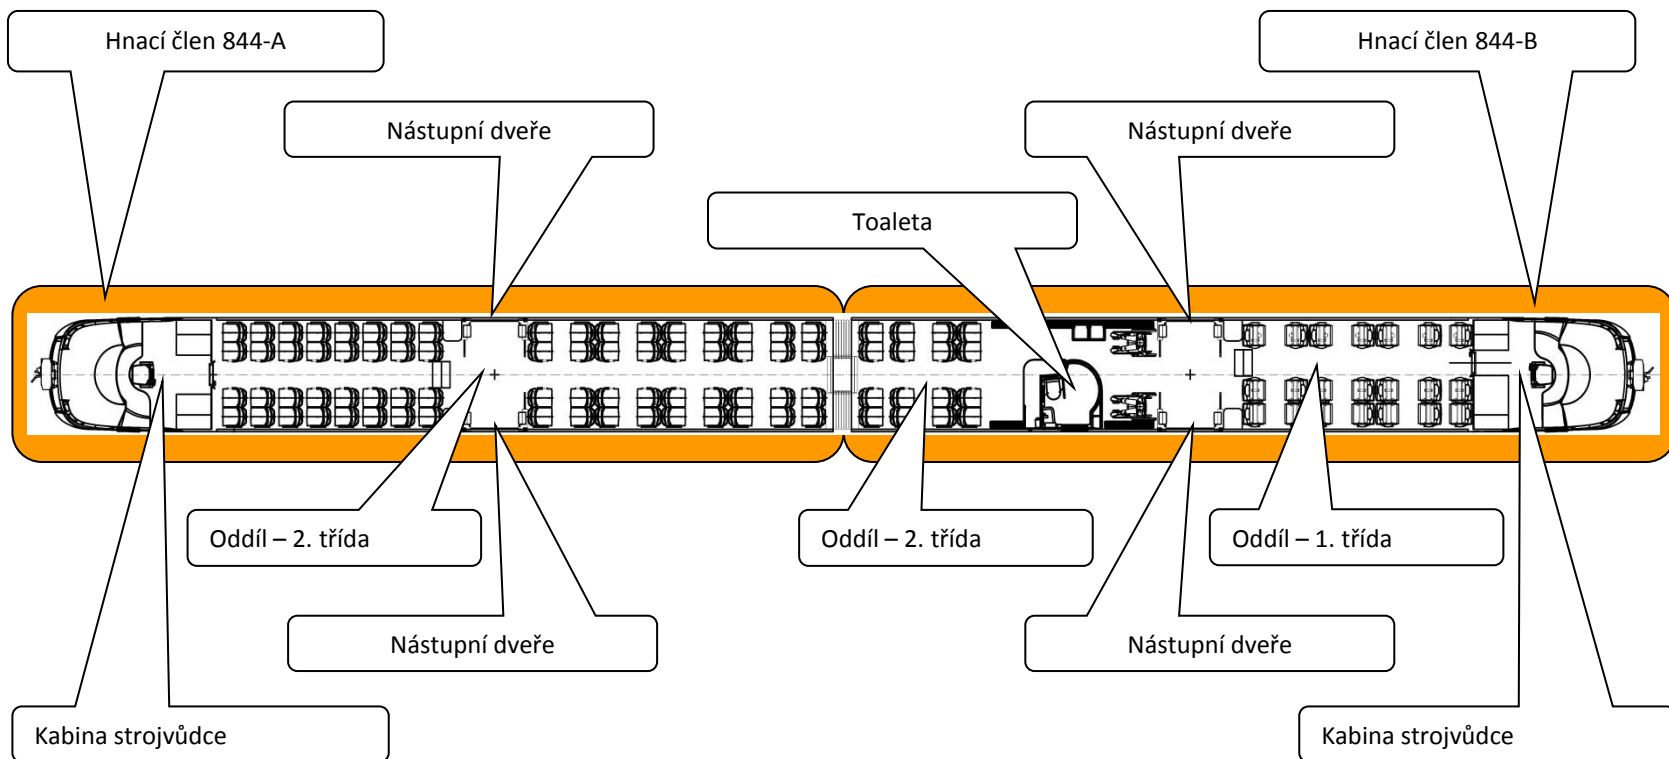 Hnací člen 844-A
Hnací člen 844-B
Nástupní dveře
Nástupní dveře
Toaleta
Oddíl – 2. třída
Oddíl – 2. třída
Oddíl – 1. třída
Nástupní dveře
Nástupní dveře
Kabina strojvůdce
Kabina strojvůdce